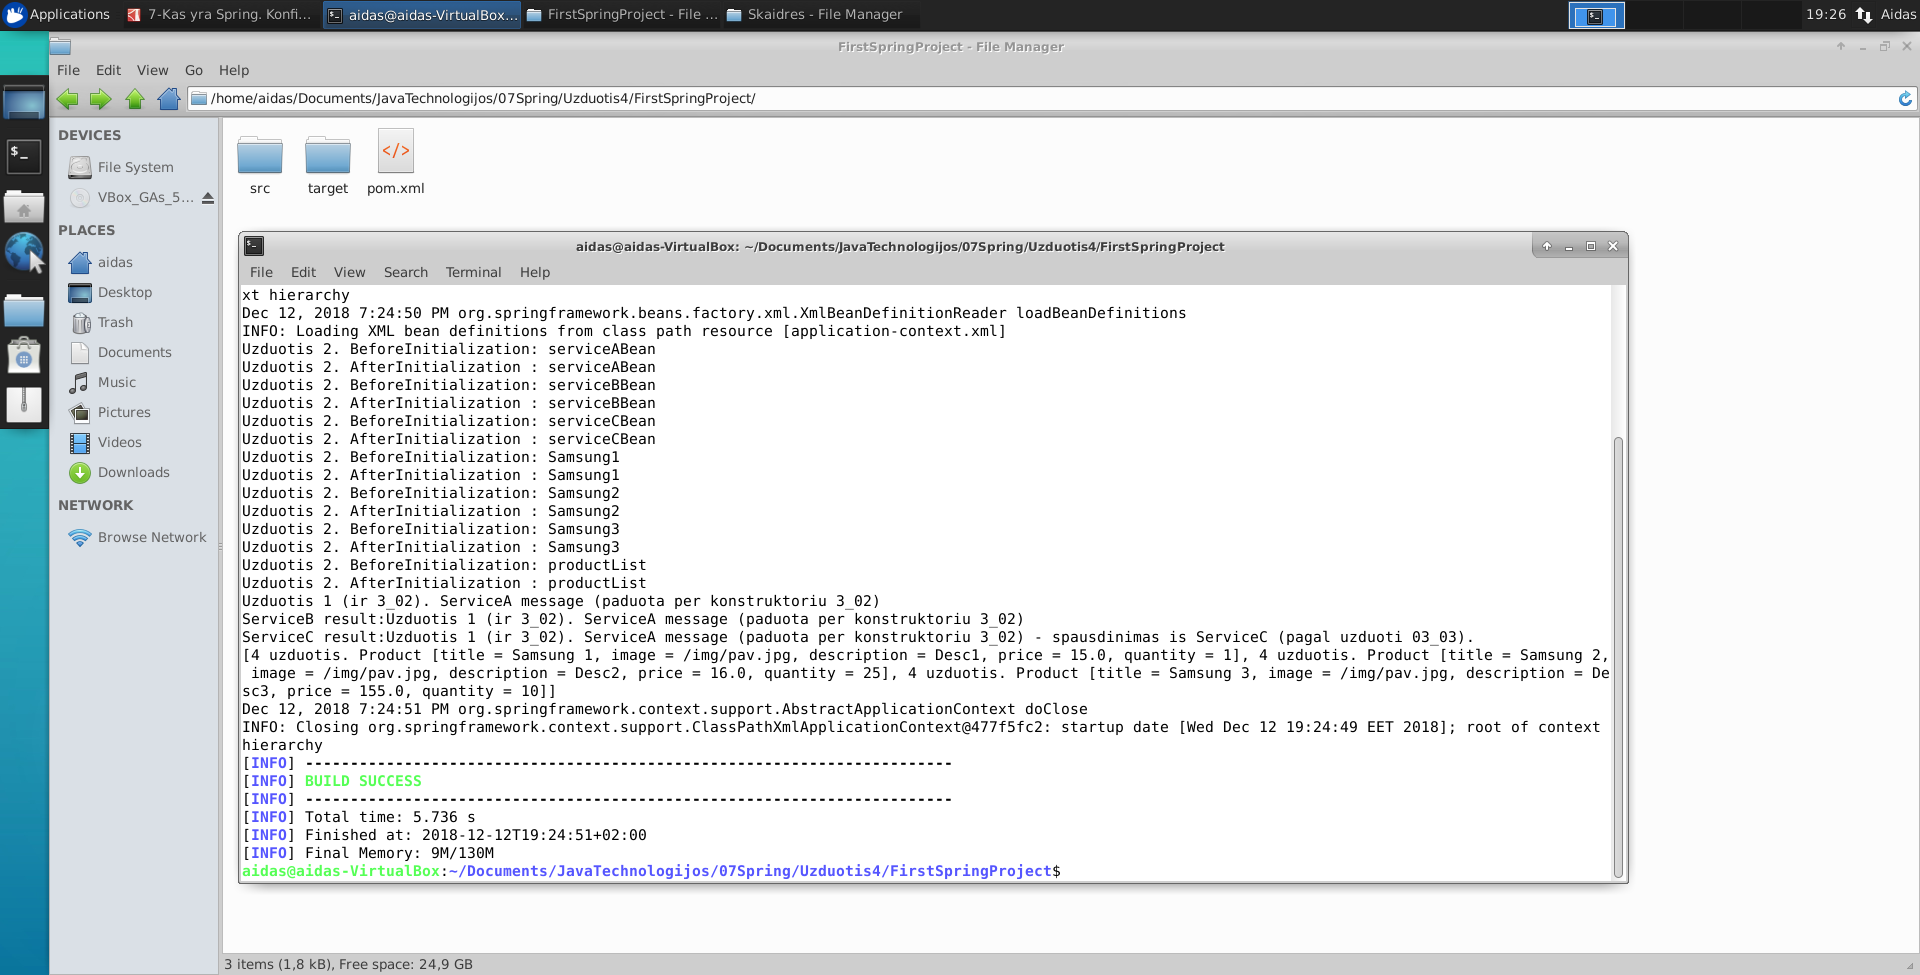 Applications
7-Kas yra Spring. Konfi...
aidas@aidas-VirtualBox...
FirstSpringProject - File ...
Skaidres - File Manager
19:26
Aidas
FirstSpringProject - File Manager
File Edit View Go Help
/home/aidas/Documents/JavaTechnologijos/07Spring/Uzduotis4/FirstSpringProject/
DEVICES
File System
VBox_GAs_5...
PLACES
aidas
Desktop
Trash
Documents
Music
Pictures
Videos
Downloads
NETWORK
Browse Network
src
target
pom.xml
aidas@aidas-VirtualBox: ~/Documents/JavaTechnologijos/07Spring/Uzduotis4/FirstSpringProject
File Edit View Search Terminal Help
xt hierarchy
Dec 12, 2018 7:24:50 PM org.springframework.beans.factory.xml.XmlBeanDefinitionReader loadBeanDefinitions
INFO: Loading XML bean definitions from class path resource [application-context.xml]
Uzduotis 2. BeforeInitialization: serviceABean
Uzduotis 2. AfterInitialization : serviceABean
Uzduotis 2. BeforeInitialization: serviceBBean
Uzduotis 2. AfterInitialization : serviceBBean
Uzduotis 2. BeforeInitialization: serviceCBean
Uzduotis 2. AfterInitialization : serviceCBean
Uzduotis 2. BeforeInitialization: Samsung1
Uzduotis 2. AfterInitialization : Samsung1
Uzduotis 2. BeforeInitialization: Samsung2
Uzduotis 2. AfterInitialization : Samsung2
Uzduotis 2. BeforeInitialization: Samsung3
Uzduotis 2. AfterInitialization : Samsung3
Uzduotis 2. BeforeInitialization: productList
Uzduotis 2. AfterInitialization : productList
Uzduotis 1 (ir 3_02). ServiceA message (paduota per konstruktoriu 3_02)
ServiceB result:Uzduotis 1 (ir 3_02). ServiceA message (paduota per konstruktoriu 3_02)
ServiceC result:Uzduotis 1 (ir 3_02). ServiceA message (paduota per konstruktoriu 3_02) - spausdinimas is ServiceC (pagal uzduoti 03_03).
[4 uzduotis. Product [title = Samsung 1, image = /img/pav.jpg, description = Desc1, price = 15.0, quantity = 1], 4 uzduotis. Product [title = Samsung 2,
 image = /img/pav.jpg, description = Desc2, price = 16.0, quantity = 25], 4 uzduotis. Product [title = Samsung 3, image = /img/pav.jpg, description = De
sc3, price = 155.0, quantity = 10]]
Dec 12, 2018 7:24:51 PM org.springframework.context.support.AbstractApplicationContext doClose
INFO: Closing org.springframework.context.support.ClassPathXmlApplicationContext@477f5fc2: startup date [Wed Dec 12 19:24:49 EET 2018]; root of context
hierarchy
[INFO] ------------------------------------------------------------------------
[INFO] BUILD SUCCESS
[INFO] ------------------------------------------------------------------------
[INFO] Total time: 5.736 s
[INFO] Finished at: 2018-12-12T19:24:51+02:00
[INFO] Final Memory: 9M/130M
aidas@aidas-VirtualBox:~/Documents/JavaTechnologijos/07Spring/Uzduotis4/FirstSpringProject$
3 items (1,8 kB), Free space: 24,9 GB